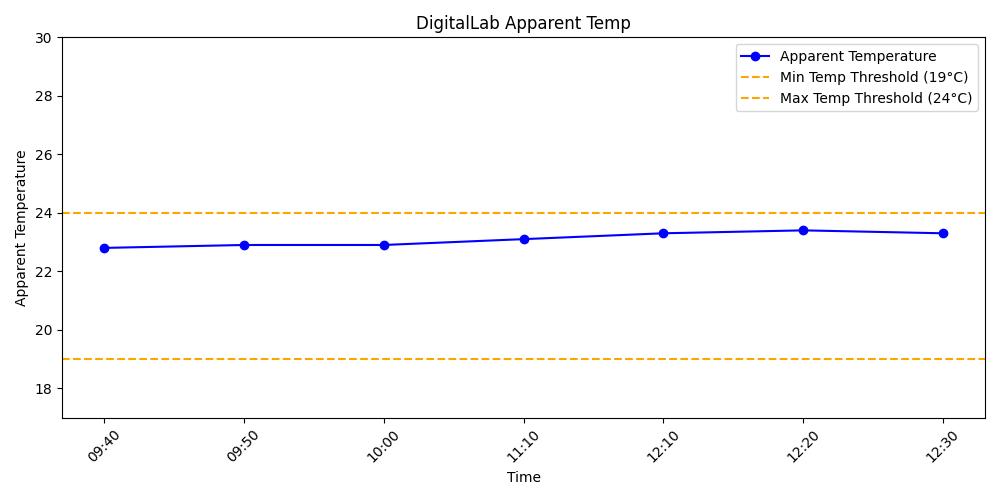 DigitalLab Apparent Temp
Apparent Temperature
30
28
26
24
22
20
18
Apparent Temperature
Min Temp Threshold (19°C)
Max Temp Threshold (24°C)
09:40
09:50
10:00
11:10
12:10
12:20
12:30
Time